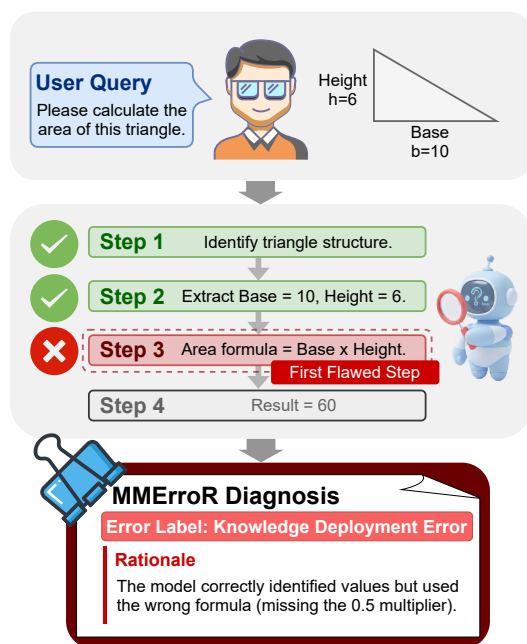 User Query
Please calculate the
area of this triangle.
Height
h=6
Base
b=10
Step 1 Identify triangle structure.
Step 2 Extract Base = 10, Height = 6.
Step 3 Area formula = Base x Height.
First Flawed Step
Step 4 Result = 60
?
MMErroR Diagnosis
Error Label: Knowledge Deployment Error
Rationale
The model correctly identified values but used
the wrong formula (missing the 0.5 multiplier).